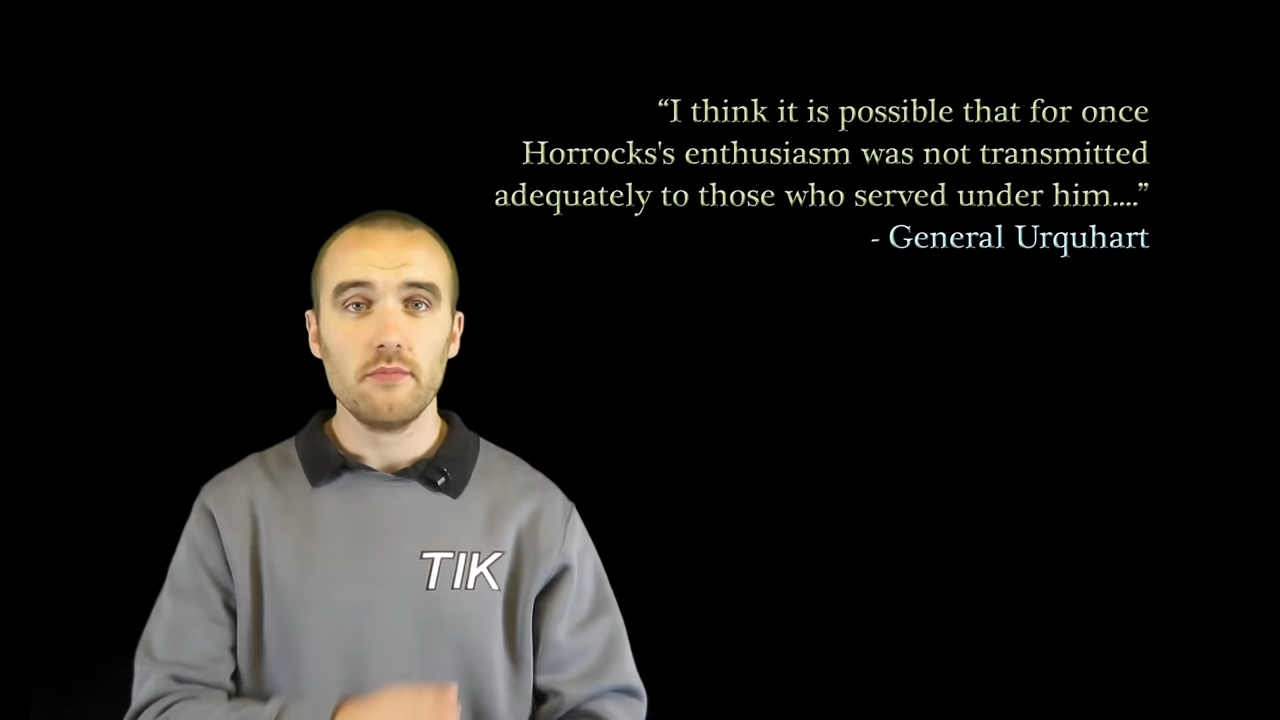 “I think it is possible that for once
Horrocks's enthusiasm was not transmitted
adequately to those who served under him....”
- General Urquhart
TIK